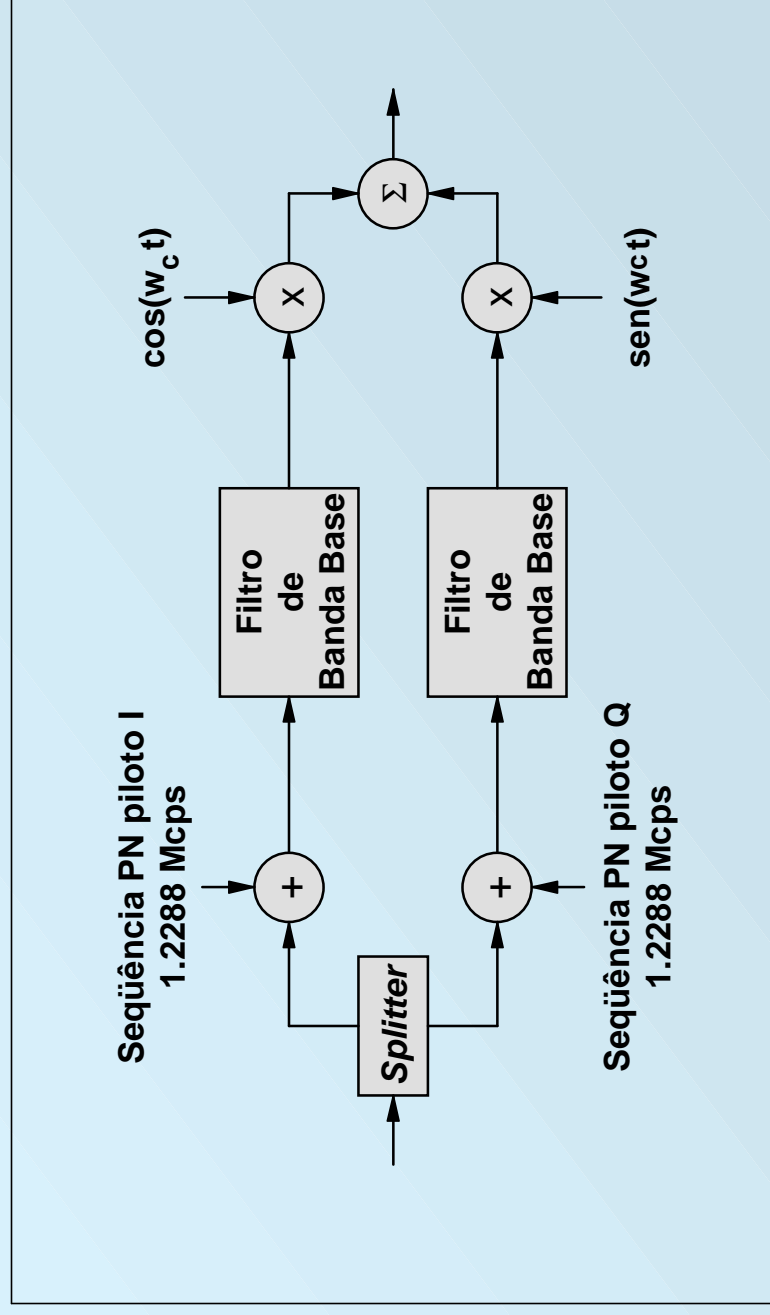 Seqüência PN piloto I
1.2288 Mcps
cos(w_c t)
+
Filtro
de
Banda Base
X
Splitter
Σ
+
Filtro
de
Banda Base
X
Seqüência PN piloto Q
1.2288 Mcps
sen(wct)